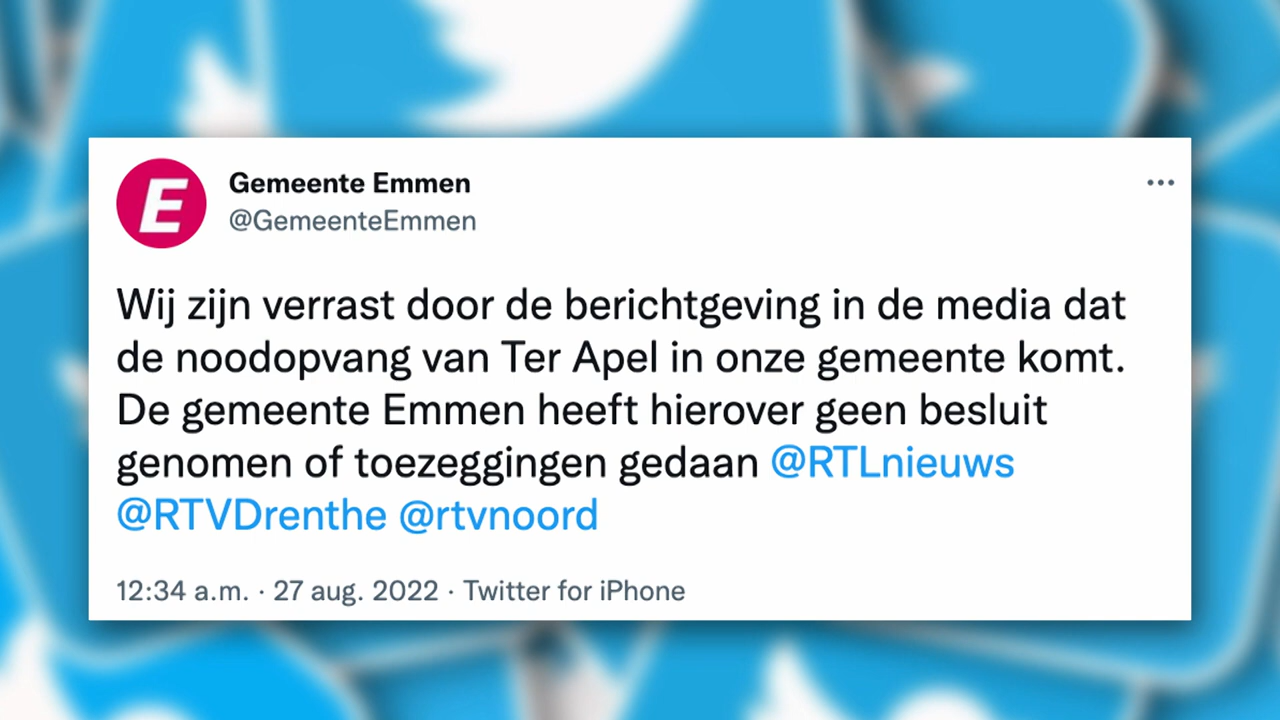 E
Gemeente Emmen
@GemeenteEmmen
Wij zijn verrast door de berichtgeving in de media dat
de noodopvang van Ter Apel in onze gemeente komt.
De gemeente Emmen heeft hierover geen besluit
genomen of toezeggingen gedaan @RTLnieuws
@RTVDrenthe @rtvnoord
12:34 a.m. · 27 aug. 2022 · Twitter for iPhone